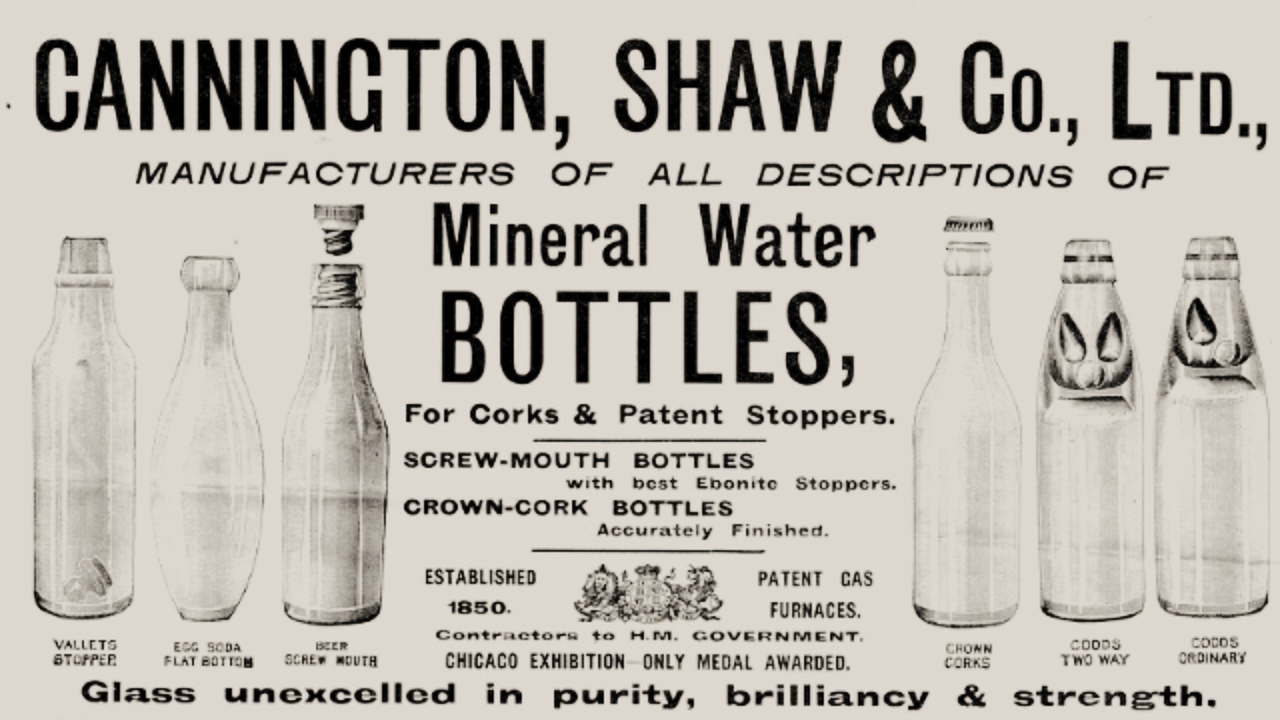 CANNINGTON, SHAW & Co., LTD.,
MANUFACTURERS OF ALL DESCRIPTIONS OF
Mineral Water
BOTTLES,
For Corks & Patent Stoppers.
SCREW-MOUTH BOTTLES
with best Ebonite Stoppers.
CROWN-CORK BOTTLES
Accurately Finished.
ESTABLISHED
1850.
PATENT GAS
FURNACES.
Contractors to H.M. GOVERNMENT.
CHICAGO EXHIBITION—ONLY MEDAL AWARDED.
VALLETS
STOPPER
EGG SODA
FLAT BOTTOM
BEER
SCREW MOUTH
CROWN
CORKS
CODDS
TWO WAY
CODDS
ORDINARY
Glass unexcelled in purity, brilliancy & strength.